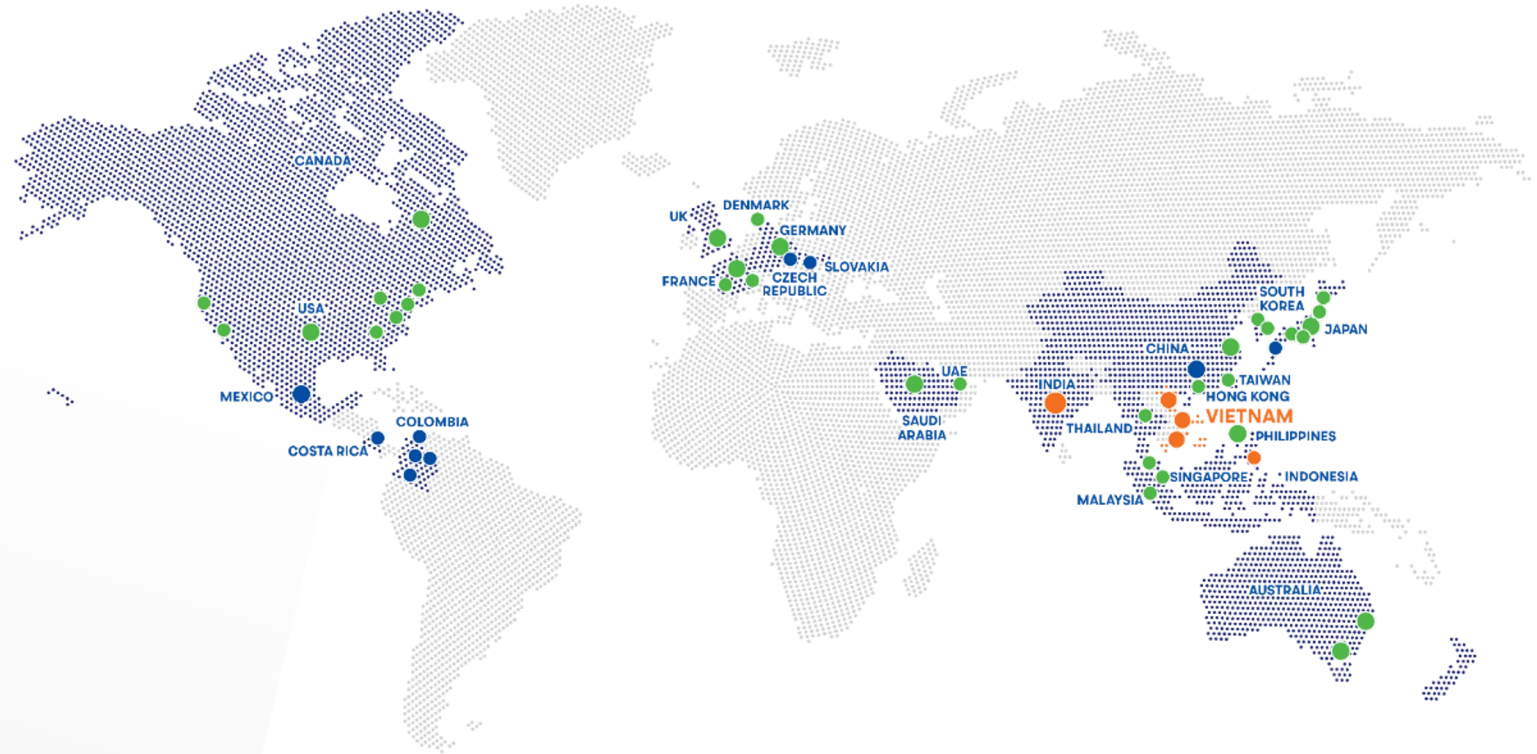 CANADA
USA
MEXICO
COSTA RICA
COLOMBIA
UK
DENMARK
GERMANY
FRANCE
CZECH
REPUBLIC
SLOVAKIA
SAUDI
ARABIA
UAE
INDIA
CHINA
SOUTH
KOREA
JAPAN
TAIWAN
HONG KONG
VIETNAM
THAILAND
PHILIPPINES
SINGAPORE
INDONESIA
MALAYSIA
AUSTRALIA